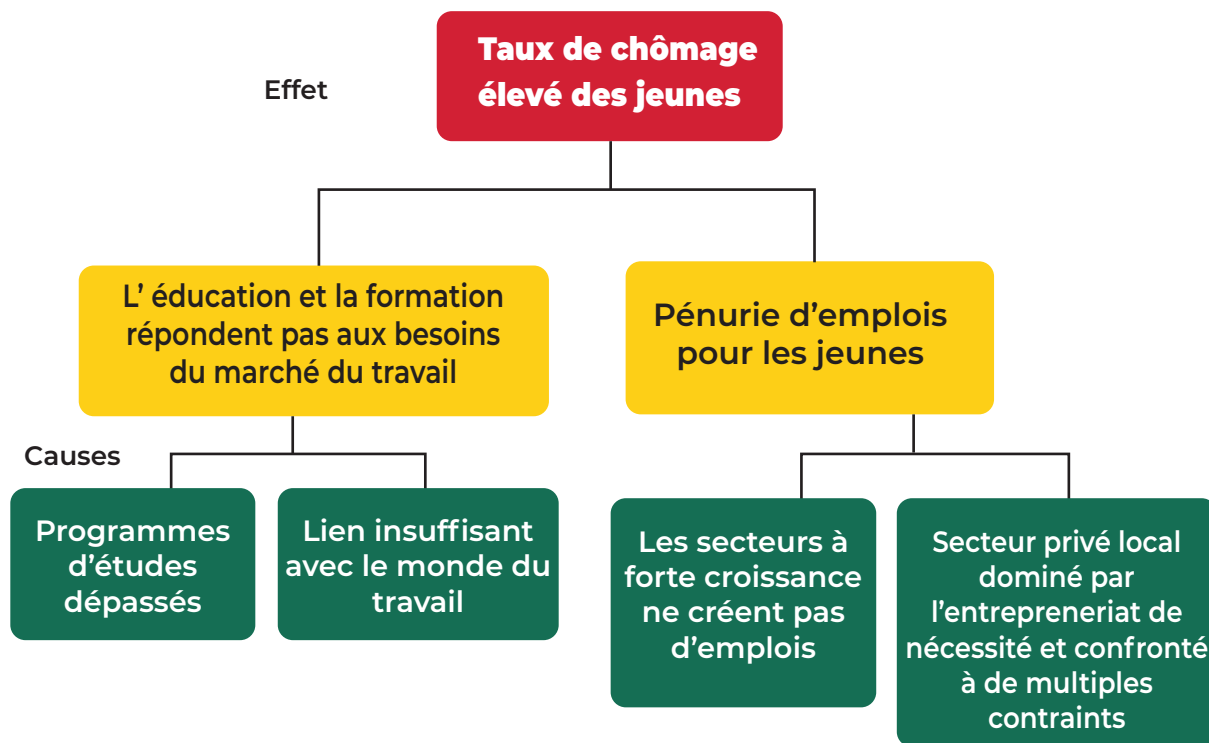 Taux de chômage
élevé des jeunes
Effet
L' éducation et la formation
répondent pas aux besoins
du marché du travail
Pénurie d’emplois
pour les jeunes
Causes
Programmes
d’études
dépassés
Lien insuffisant
avec le monde du
travail
Les secteurs à
forte croissance
ne créent pas
d’emplois
Secteur privé local
dominé par
l’entrepreneriat de
nécessité et confronté
à de multiples
contraints